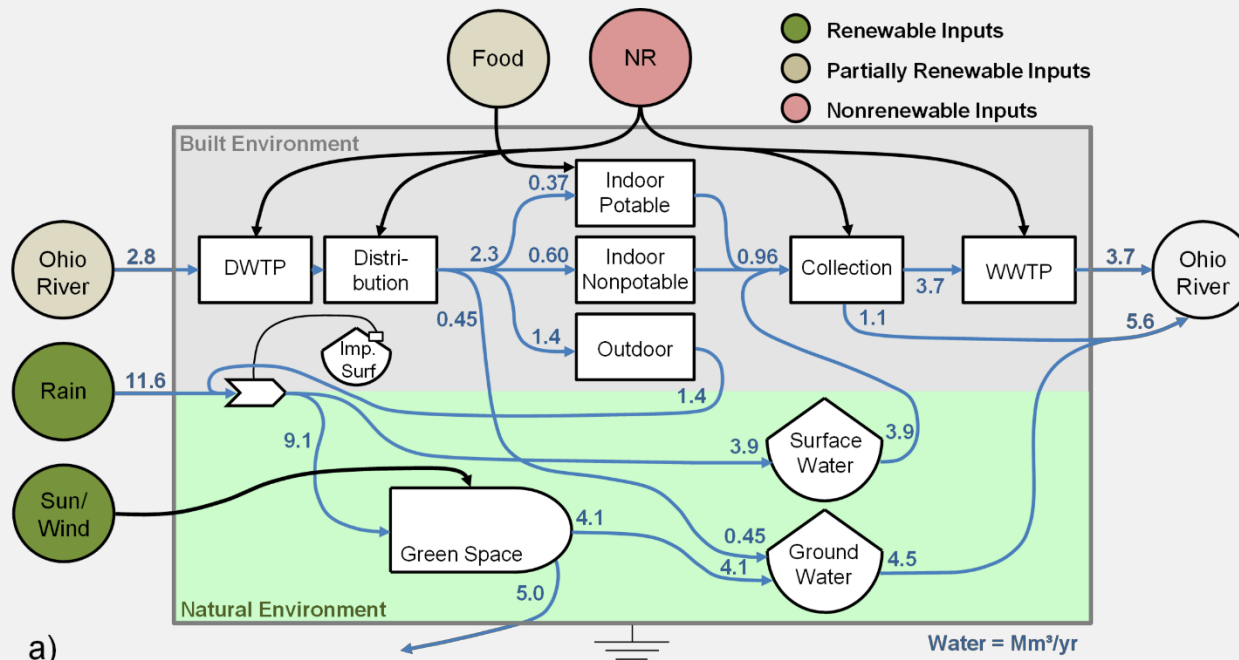 Food
NR
Renewable Inputs
Partially Renewable Inputs
Nonrenewable Inputs
Built Environment
0.37
Indoor
Potable
Ohio
River
2.8
DWTP
Distri-
bution
2.3
0.60
Indoor
Nonpotable
0.96
Collection
3.7
WWTP
3.7
Ohio
River
0.45
1.1
5.6
Imp.
Surf
1.4
Outdoor
Rain
11.6
1.4
9.1
3.9
Surface
Water
3.9
Sun/
Wind
Green Space
4.1
0.45
4.1
Ground
Water
4.5
5.0
Natural Environment
a)
Water = Mm³/yr